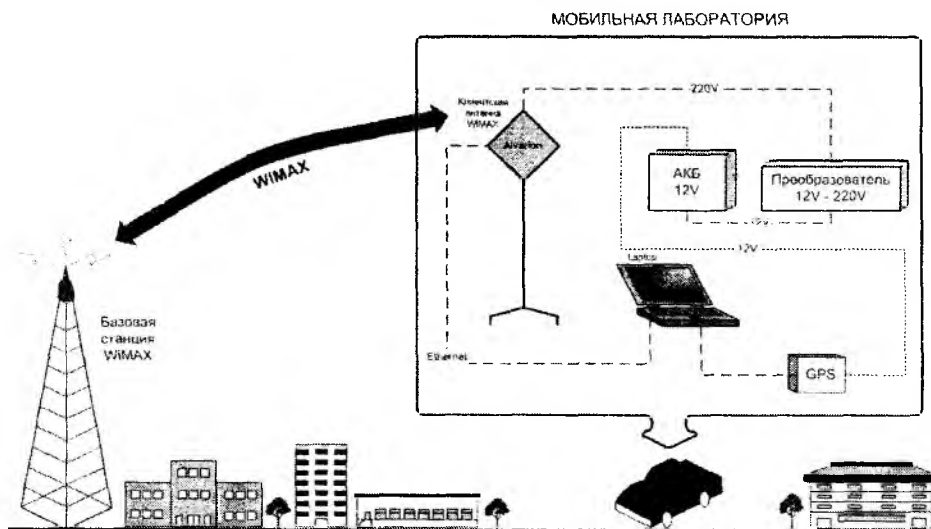 МОБИЛЬНАЯ ЛАБОРАТОРИЯ
220V
Клиентская
антенна
WIMAX
Alvarion
АКБ
12V
Преобразователь
12V - 220V
WIMAX
12V
12V
Laptop
Базовая
станция
WiMAX
Ethernet
GPS